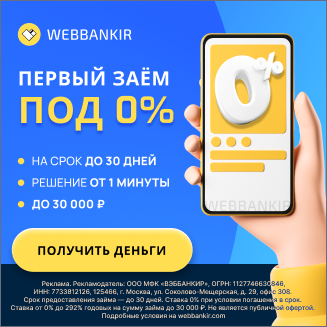 WEBBANKIR
ПЕРВЫЙ ЗАЁМ
ПОД 0%
0%
НА СРОК ДО 30 ДНЕЙ
РЕШЕНИЕ ОТ 1 МИНУТЫ
ДО 30 000 ₽
WEBBANKIR
ПОЛУЧИТЬ ДЕНЬГИ
Реклама. Рекламодатель: ООО МФК «ВЭББАНКИР», ОГРН: 1127746630846,
ИНН: 7733812126, 125466, г. Москва, ул. Соколово-Мещерская, д. 29, офис 308.
Срок предоставления займа — до 30 дней. Ставка 0% при условии погашения в срок.
Ставка от 0% до 292% годовых на сумму займа до 30 000 ₽. Не является публичной офертой.
Подробные условия на webbankir.com